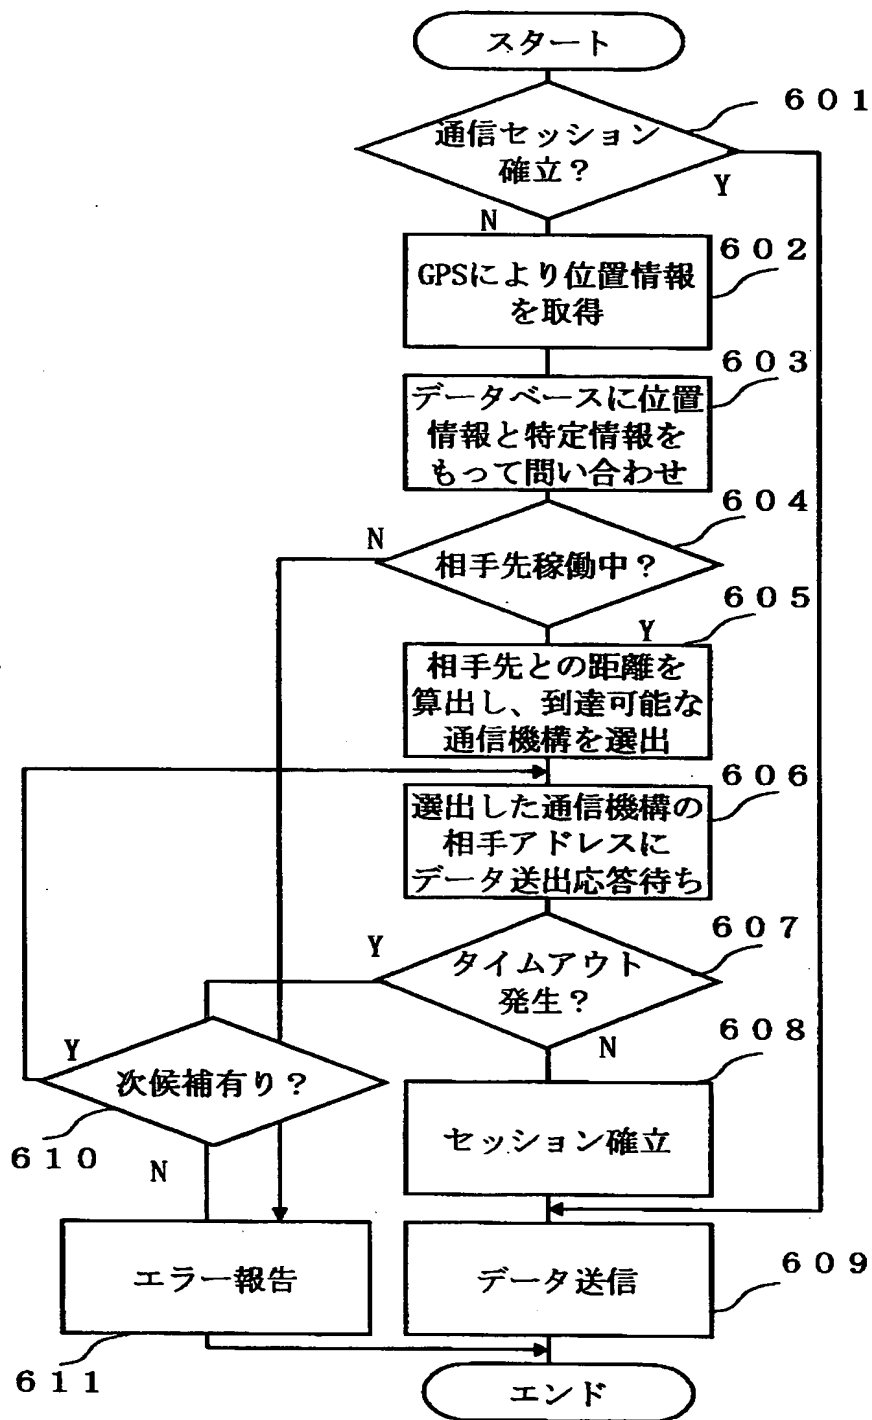 スタート
601
通信セッション
確立？
Y
N
602
GPSにより位置情報
を取得
603
データベースに位置
情報と特定情報を
もって問い合わせ
604
N
相手先稼働中？
605
Y
相手先との距離を
算出し、到達可能な
通信機構を選出
606
選出した通信機構の
相手アドレスに
データ送出応答待ち
607
Y
タイムアウト
発生？
608
N
Y
次候補有り？
セッション確立
610
N
エラー報告
データ送信
609
611
エンド